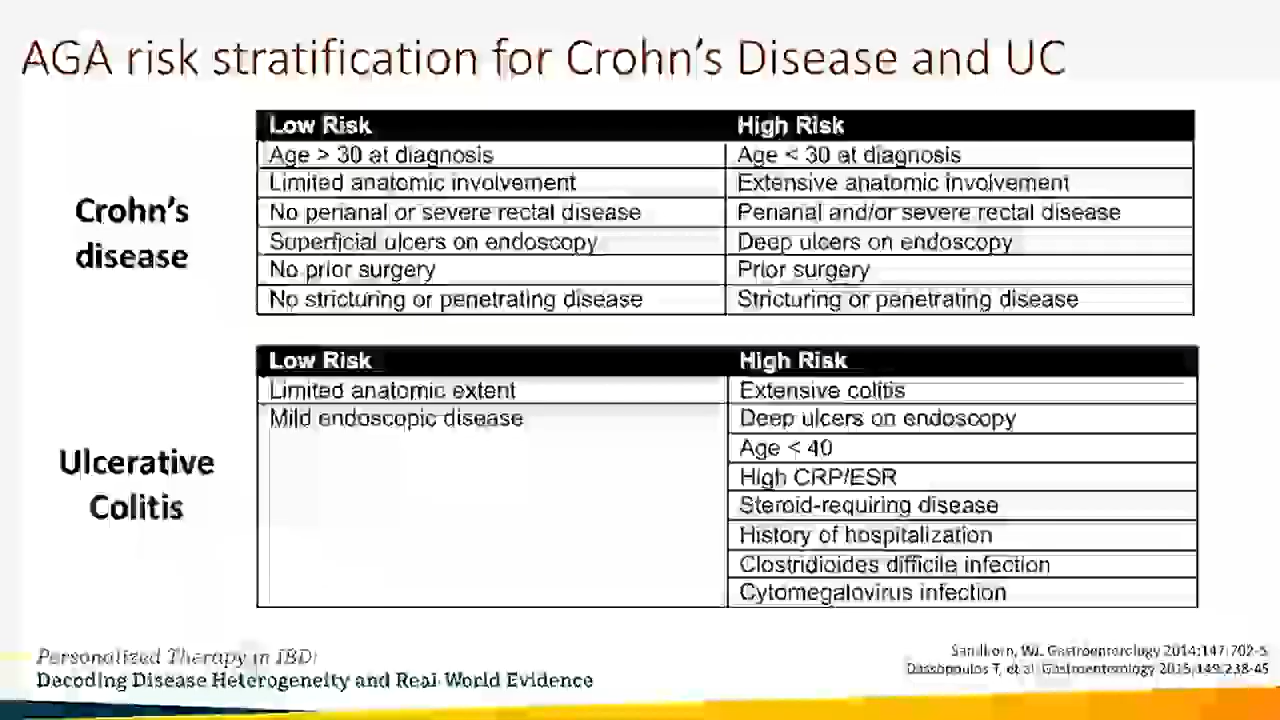 AGA risk stratification for Crohn's Disease and UC
Low Risk High Risk
Age > 30 at diagnosis Age < 30 at diagnosis
Limited anatomic involvement Extensive anatomic involvement
No perianal or severe rectal disease Perianal and/or severe rectal disease
Superficial ulcers on endoscopy Deep ulcers on endoscopy
No prior surgery Prior surgery
No stricturing or penetrating disease Stricturing or penetrating disease
Crohn's
disease
Low Risk High Risk
Limited anatomic extent Extensive colitis
Mild endoscopic disease Deep ulcers on endoscopy
Age < 40
High CRP/ESR
Steroid-requiring disease
History of hospitalization
Clostridioides difficile infection
Cytomegalovirus infection
Ulcerative
Colitis
Personalized Therapy in IBD:
Decoding Disease Heterogeneity and Real-World Evidence
Sandborn, WJ. Gastroenterology 2014;147:702-5
Dassopoulos T, et al. Gastroenterology 2015;149:238-45